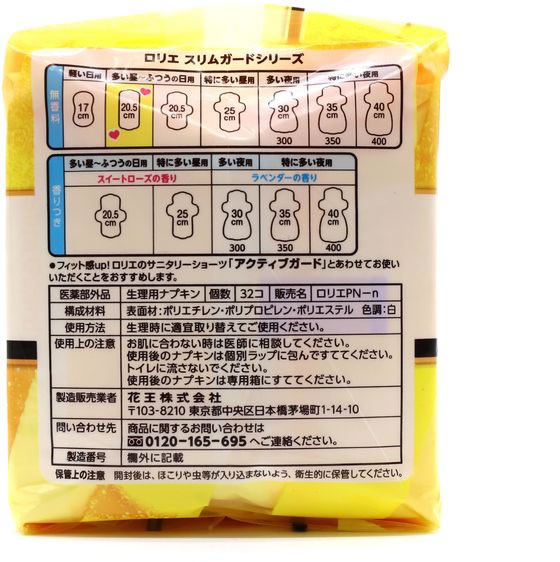 ロリエ スリムガードシリーズ
無香料
軽い日用 多い昼〜ふつうの日用 特に多い昼用 多い夜用 特に多い夜用
17cm 20.5cm 20.5cm 25cm 30cm 35cm 40cm
300 350 400
香りつき
多い昼〜ふつうの日用 特に多い昼用 多い夜用 特に多い夜用
スイートローズの香り ラベンダーの香り
20.5cm 25cm 30cm 35cm 40cm
300 350 400
●フィット感up!ロリエのサニタリーショーツ「アクティブガード」とあわせてお使い
いただくことをおすすめします。
医薬部外品 生理用ナプキン 個数 32コ 販売名 ロリエPN−n
構成材料 表面材:ポリエチレン・ポリプロピレン・ポリエステル 色調:白
使用方法 生理時に適宜取り替えてご使用ください。
使用上の注意 お肌に合わない時は医師に相談してください。
使用後のナプキンは個別ラップに包んですててください。
トイレに流さないでください。
使用後のナプキンは専用箱にすててください。
製造販売業者 花王株式会社
〒103-8210 東京都中央区日本橋茅場町1-14-10
問い合わせ先 商品に関するお問い合わせは
0120-165-695 へご連絡ください。
製造番号 欄外に記載
保管上の注意 開封後は、ほこりや虫等が入り込まないよう、衛生的に保管してください。